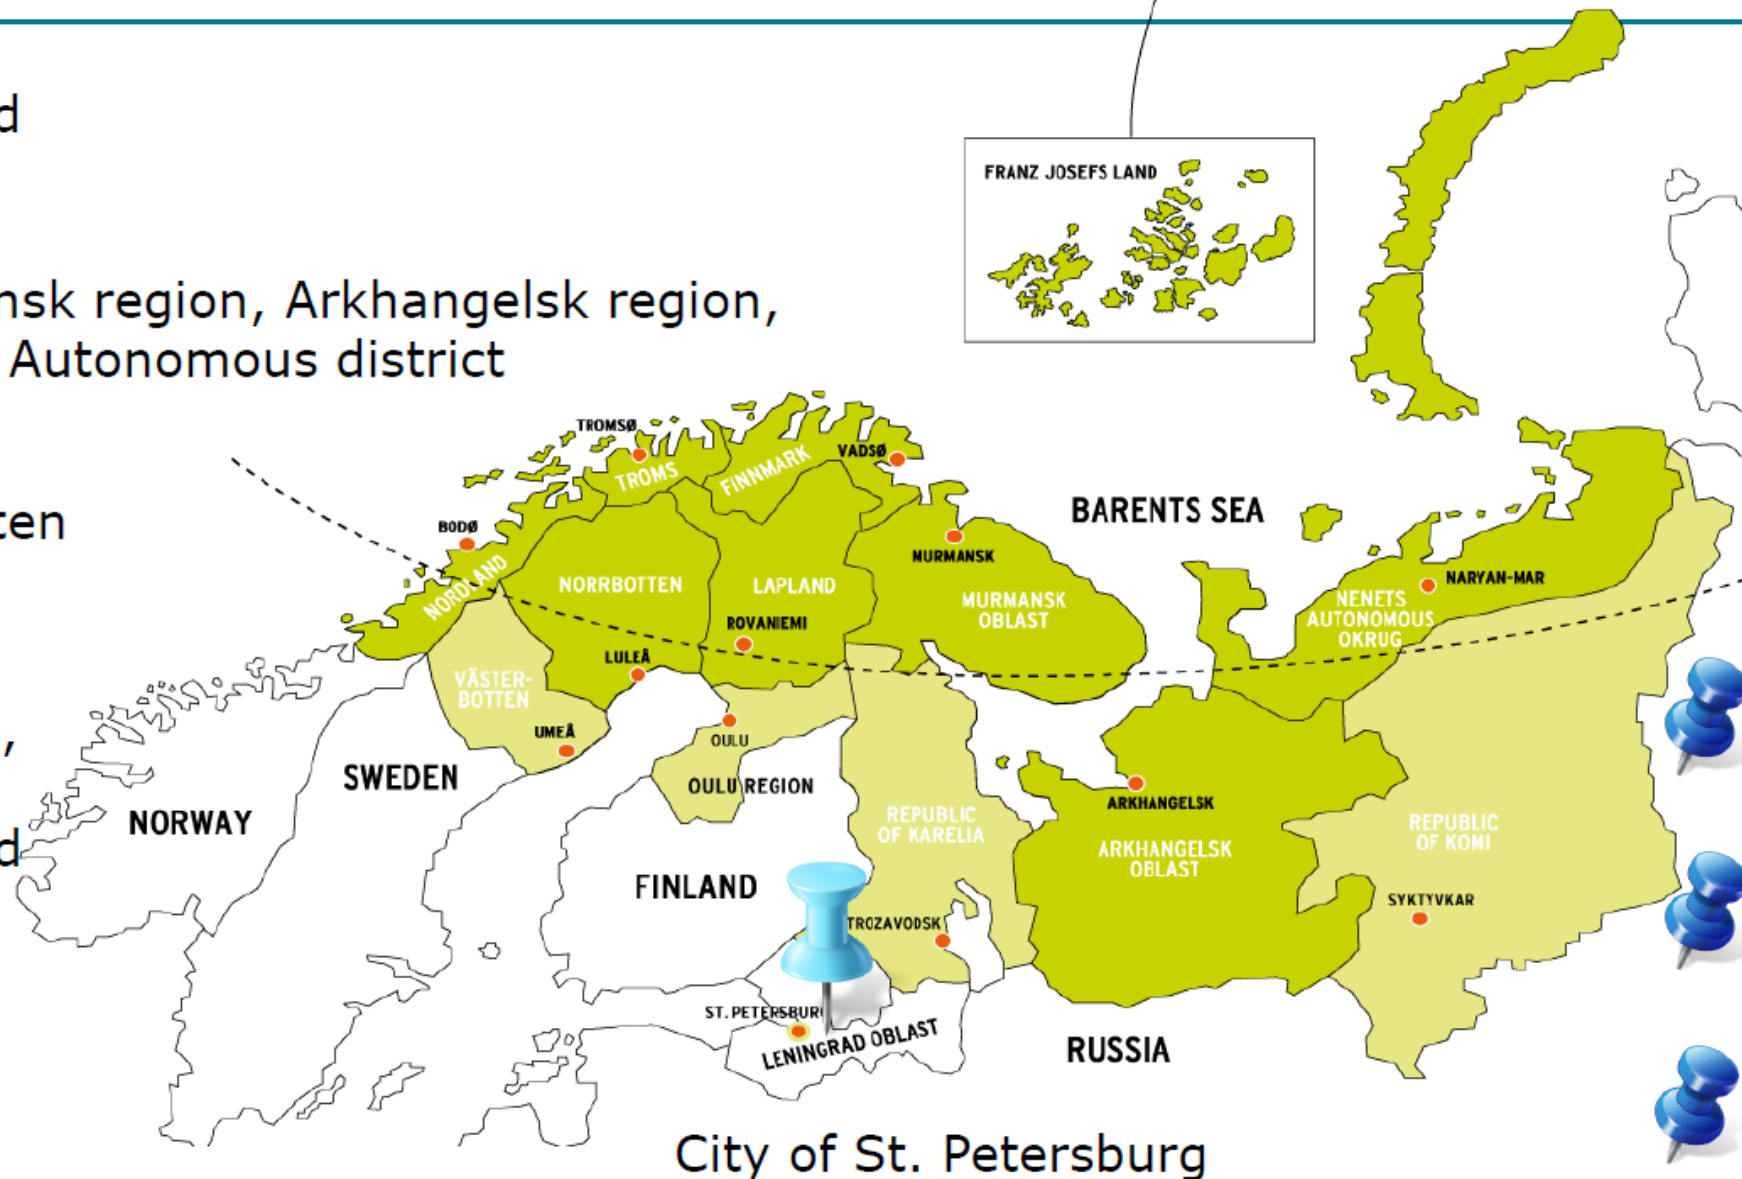 d
FRANZ JOSEFS LAND
nsk region, Arkhangelsk region,
Autonomous district
TROMSØ
TROMS
FINNMARK
VADSØ
BARENTS SEA
ten
BODØ
NORDLAND
NORRBOTTEN
LAPLAND
MURMANSK
MURMANSK
OBLAST
NARYAN-MAR
NENETS
AUTONOMOUS
OKRUG
ROVANIEMI
LULEÅ
VÄSTER-
BOTTEN
UMEÅ
OULU
OULU REGION
,
SWEDEN
NORWAY
d
ARKHANGELSK
ARKHANGELSK
OBLAST
REPUBLIC
OF KARELIA
REPUBLIC
OF KOMI
FINLAND
TROZAVODSK
SYKTYVKAR
ST. PETERSBUR
LENINGRAD OBLAST
RUSSIA
City of St. Petersburg